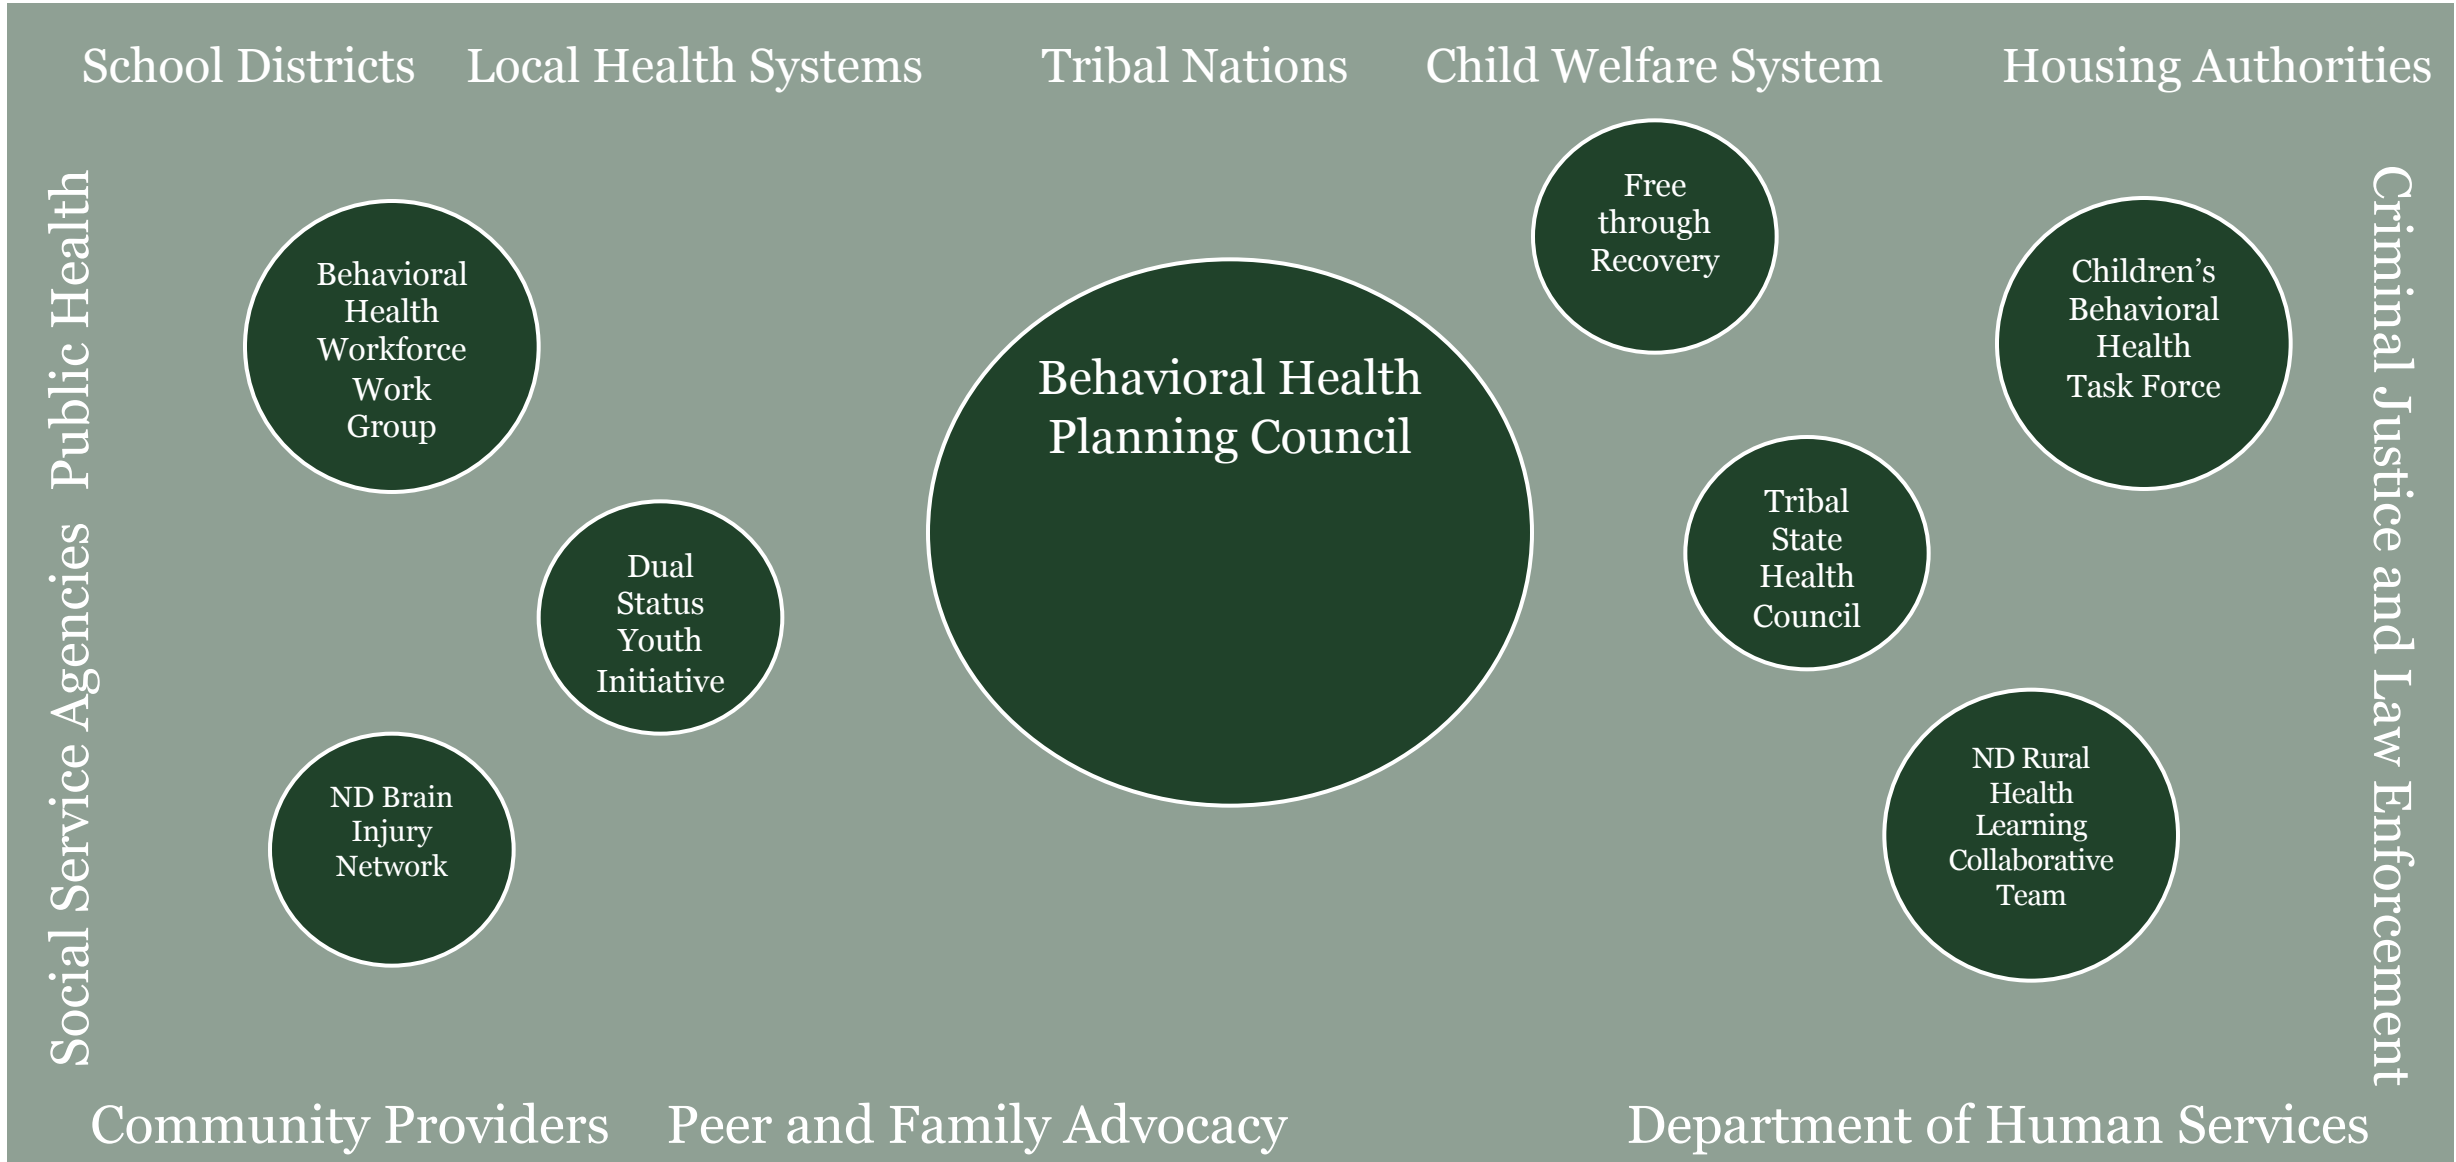 School Districts
Local Health Systems
Tribal Nations
Child Welfare System
Housing Authorities
Public Health
Social Service Agencies
Behavioral
Health
Workforce
Work
Group
Dual
Status
Youth
Initiative
ND Brain
Injury
Network
Behavioral Health
Planning Council
Free
through
Recovery
Tribal
State
Health
Council
Children’s
Behavioral
Health
Task Force
ND Rural
Health
Learning
Collaborative
Team
Criminal Justice and Law Enforcement
Community Providers
Peer and Family Advocacy
Department of Human Services